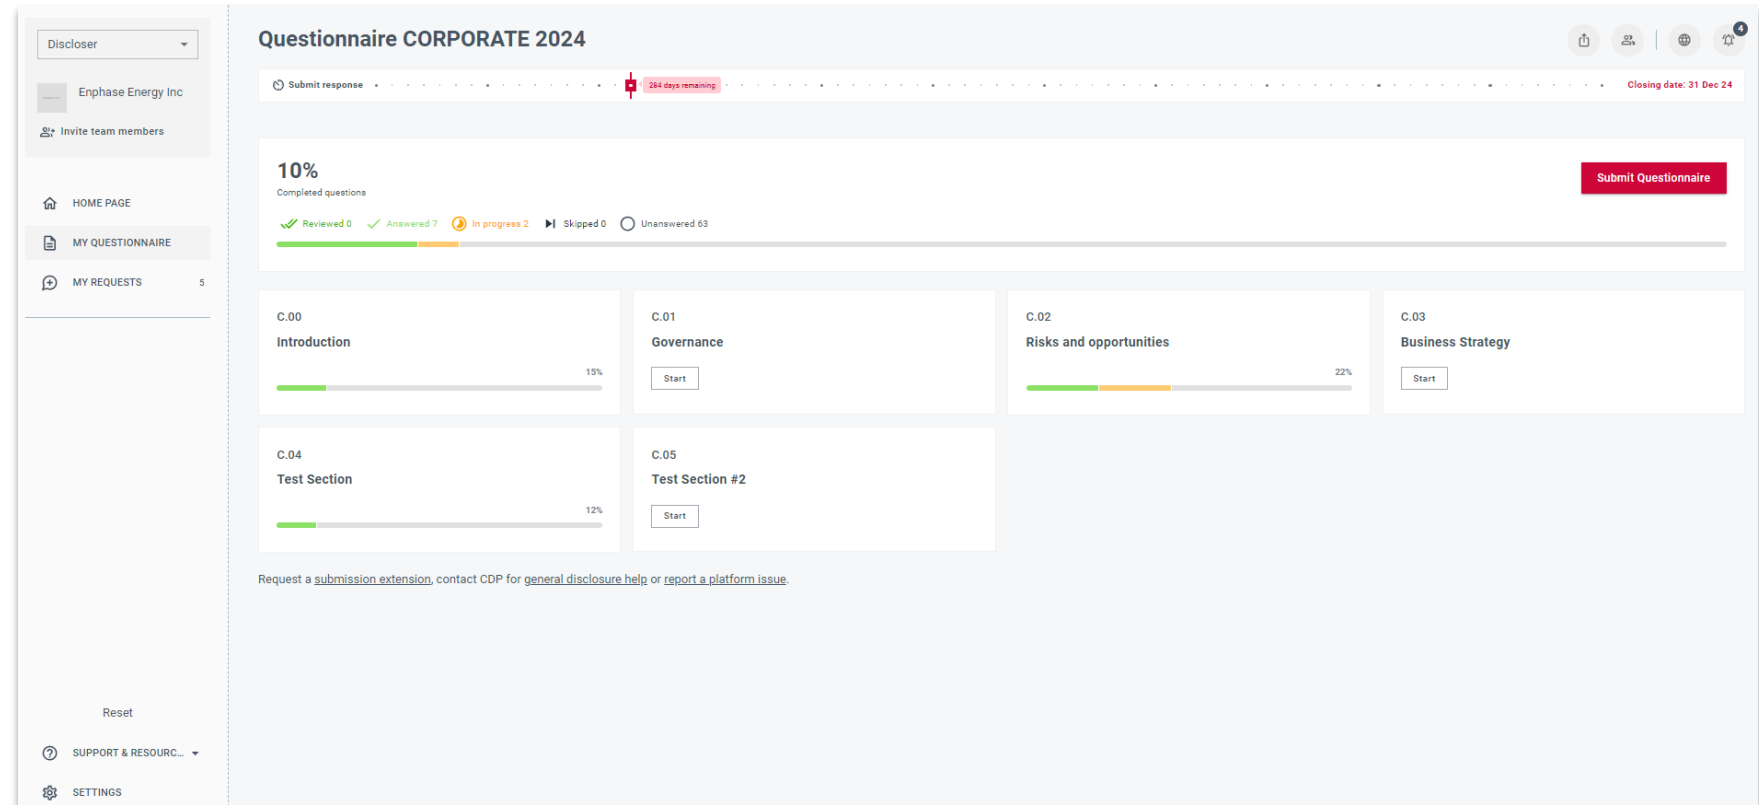 Discloser
Enphase Energy Inc
Invite team members
HOME PAGE
MY QUESTIONNAIRE
MY REQUESTS 5
Reset
SUPPORT & RESOURC...
SETTINGS
Questionnaire CORPORATE 2024
4
Submit response
284 days remaining
Closing date: 31 Dec 24
10%
Completed questions
Submit Questionnaire
Reviewed 0 Answered 7 In progress 2 Skipped 0 Unanswered 63
C.00
Introduction
15%
C.01
Governance
Start
C.02
Risks and opportunities
22%
C.03
Business Strategy
Start
C.04
Test Section
12%
C.05
Test Section #2
Start
Request a submission extension, contact CDP for general disclosure help or report a platform issue.